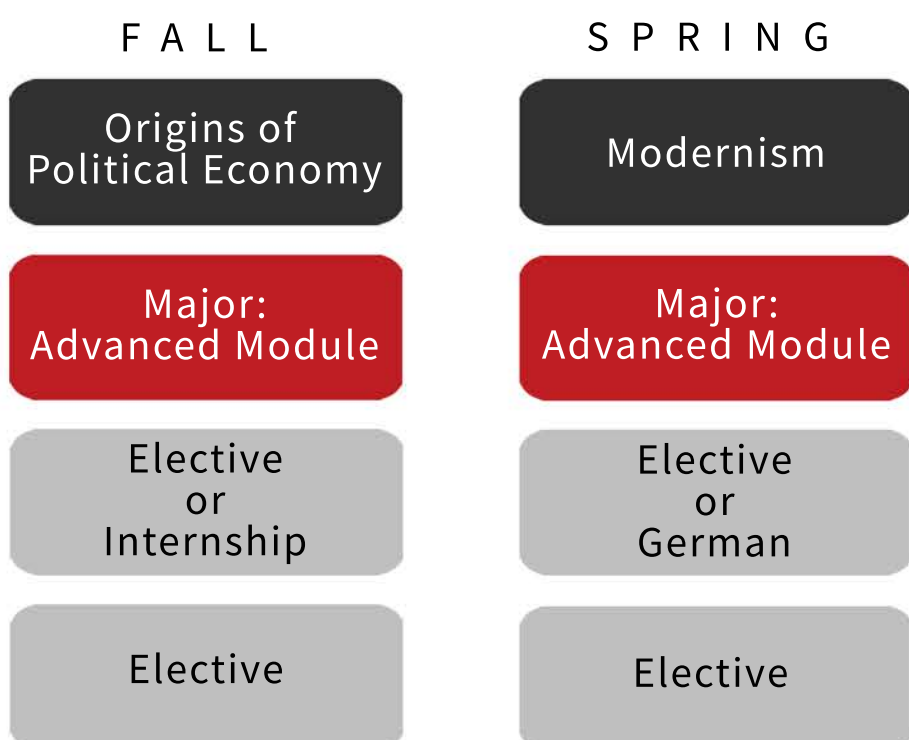 FALL
Origins of
Political Economy
Major:
Advanced Module
Elective
or
Internship
Elective
SPRING
Modernism
Major:
Advanced Module
Elective
or
German
Elective